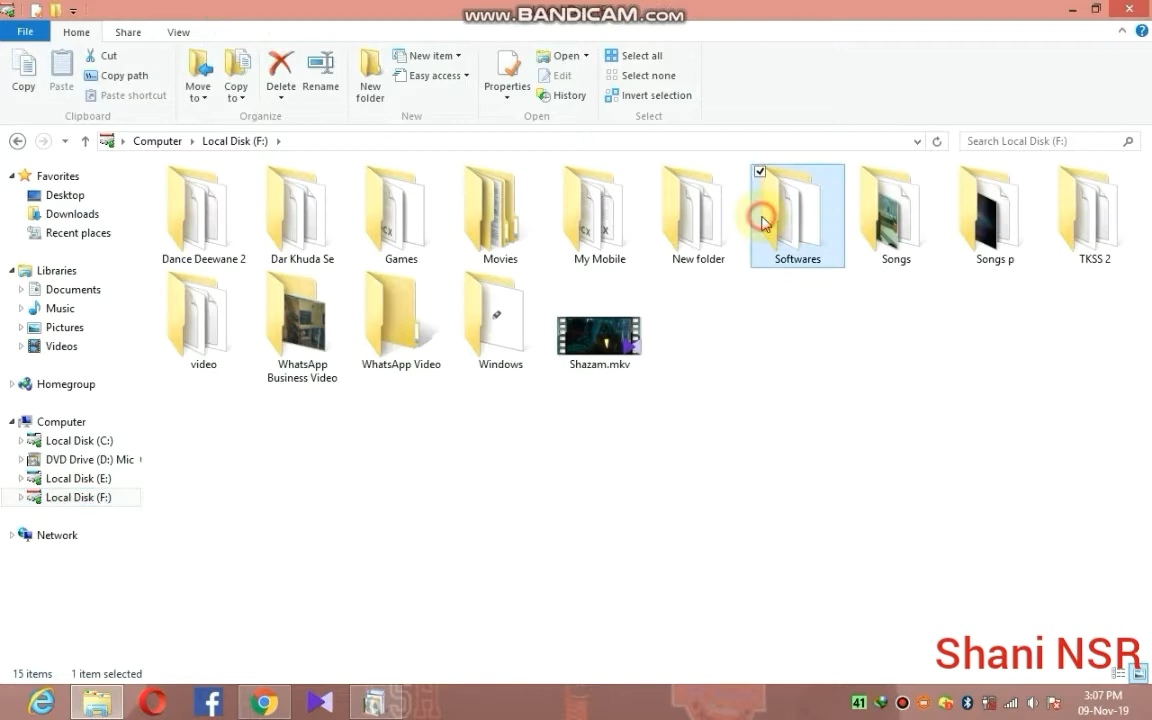 www.BANDICAM.com
File
Home
Share
View
Copy
Paste
Cut
Copy path
Paste shortcut
Clipboard
Move to
Copy to
Delete
Rename
Organize
New folder
New item
Easy access
New
Properties
Open
Edit
History
Open
Select all
Select none
Invert selection
Select
Computer
Local Disk (F:)
Search Local Disk (F:)
Favorites
Desktop
Downloads
Recent places
Libraries
Documents
Music
Pictures
Videos
Homegroup
Computer
Local Disk (C:)
DVD Drive (D:) Mic
Local Disk (E:)
Local Disk (F:)
Network
Dance Deewane 2
Dar Khuda Se
Games
Movies
My Mobile
New folder
Softwares
Songs
Songs p
TKSS 2
video
WhatsApp
Business Video
WhatsApp Video
Windows
Shazam.mkv
Shani NSR
15 items
1 item selected
41
3:07 PM
09-Nov-19